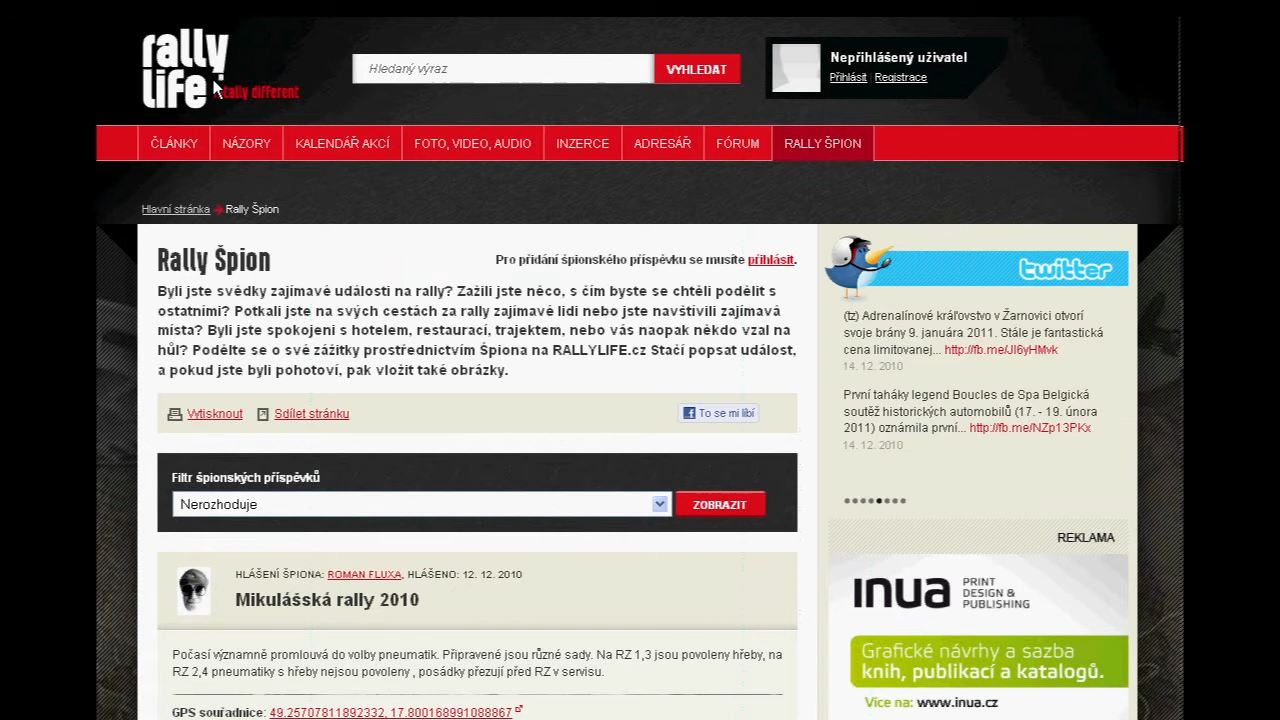 rally
life
tally different
Hledaný výraz
VYHLEDAT
Nepřihlášený uživatel
Přihlásit | Registrace
ČLÁNKY
NÁZORY
KALENDÁŘ AKCÍ
FOTO, VIDEO, AUDIO
INZERCE
ADRESÁŘ
FÓRUM
RALLY ŠPION
Hlavní stránka
Rally Špion
Rally Špion
Pro přidání špionského příspěvku se musíte přihlásit.
Byli jste svědky zajímavé události na rally? Zažili jste něco, s čím byste se chtěli podělit s
ostatními? Potkali jste na svých cestách za rally zajímavé lidi nebo jste navštívili zajímavá
místa? Byli jste spokojeni s hotelem, restaurací, trajektem, nebo vás naopak někdo vzal na
hůl? Podělte se o své zážitky prostřednictvím Špiona na RALLYLIFE.cz Stačí popsat událost,
a pokud jste byli pohotoví, pak vložit také obrázky.
Vytisknout
Sdílet stránku
To se mi líbí
Filtr špionských příspěvků
Nerozhoduje
ZOBRAZIT
HLÁŠENÍ ŠPIONA: ROMAN FLUXA, HLÁŠENO: 12. 12. 2010
Mikulášská rally 2010
Počasí významně promlouvá do volby pneumatik. Připravené jsou různé sady. Na RZ 1,3 jsou povoleny hřeby, na
RZ 2,4 pneumatiky s hřeby nejsou povoleny , posádky přezují před RZ v servisu.
GPS souřadnice: 49.25707811892332, 17.800168991088867
twitter
(tz) Adrenalínové kráľovstvo v Žarnovici otvorí
svoje brány 9. januára 2011. Stále je fantastická
cena limitovanej... http://fb.me/JI6yHMvk
14. 12. 2010
První taháky legend Boucles de Spa Belgická
soutěž historických automobilů (17. - 19. února
2011) oznámila první... http://fb.me/NZp13PKx
14. 12. 2010
REKLAMA
INUA
PRINT
DESIGN &
PUBLISHING
Grafické návrhy a sazba
knih, publikací a katalogů.
Více na: www.inua.cz